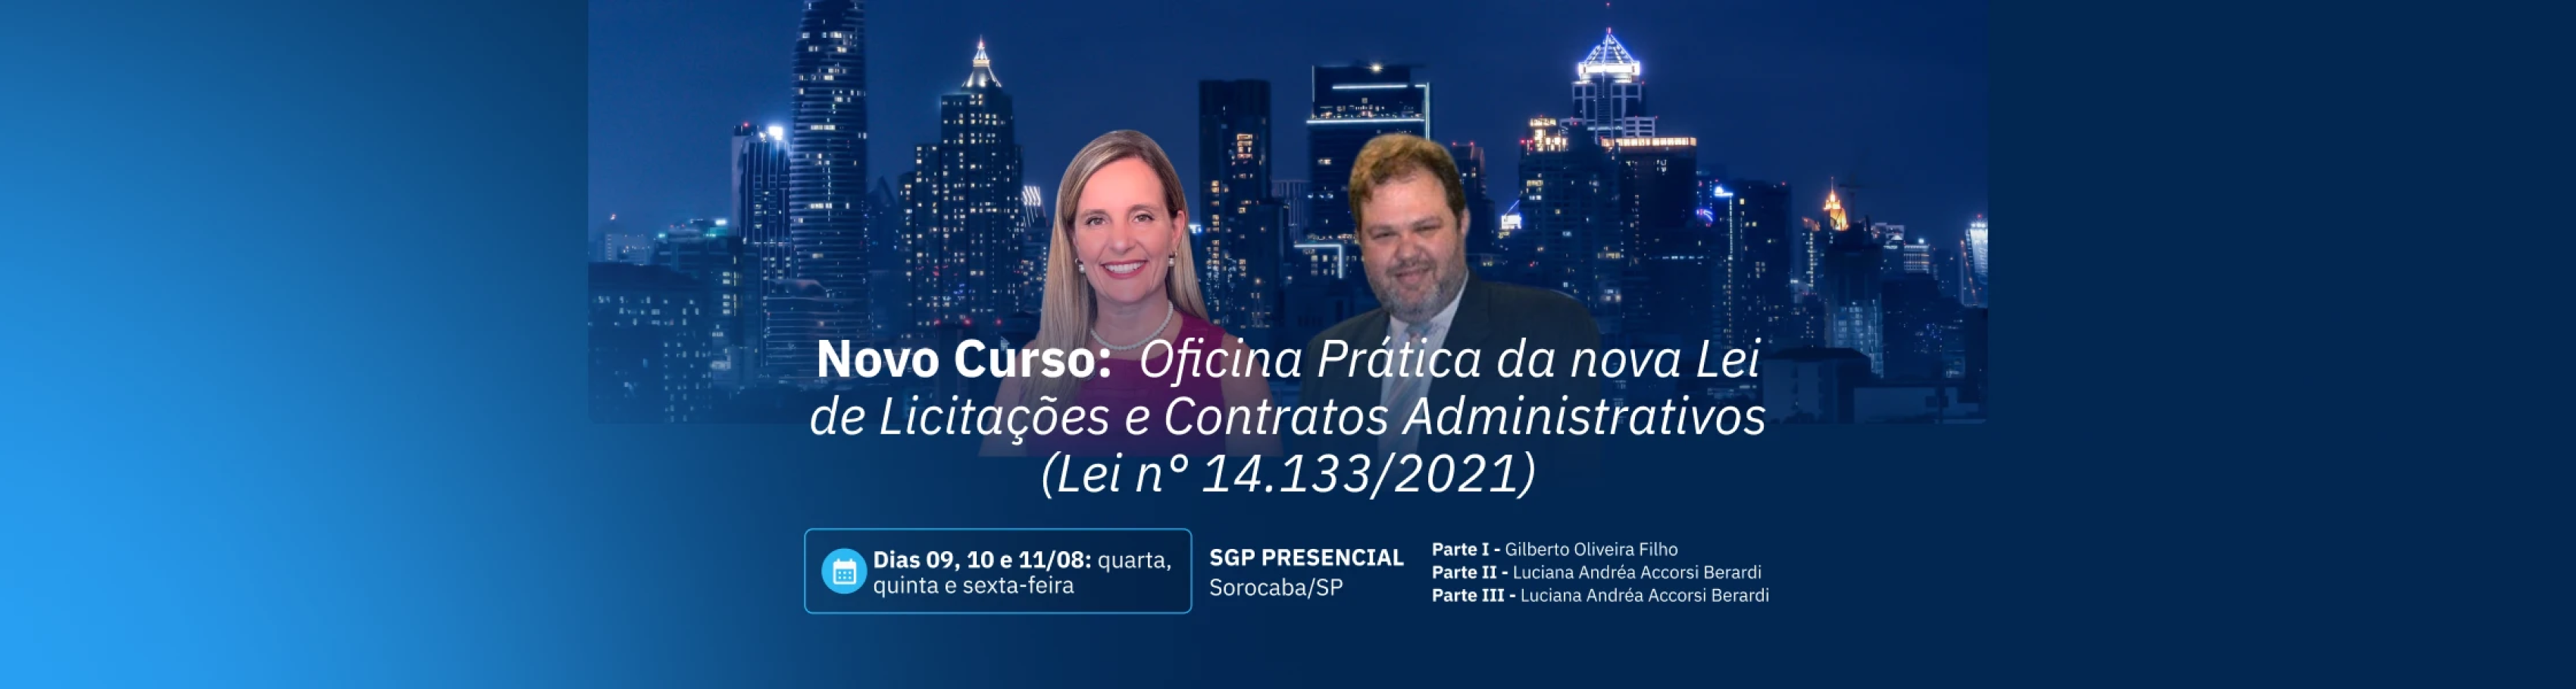 Novo Curso: Oficina Prática da nova Lei
de Licitações e Contratos Administrativos
(Lei nº 14.133/2021)
Dias 09, 10 e 11/08: quarta,
quinta e sexta-feira
SGP PRESENCIAL
Sorocaba/SP
Parte I - Gilberto Oliveira Filho
Parte II - Luciana Andréa Accorsi Berardi
Parte III - Luciana Andréa Accorsi Berardi